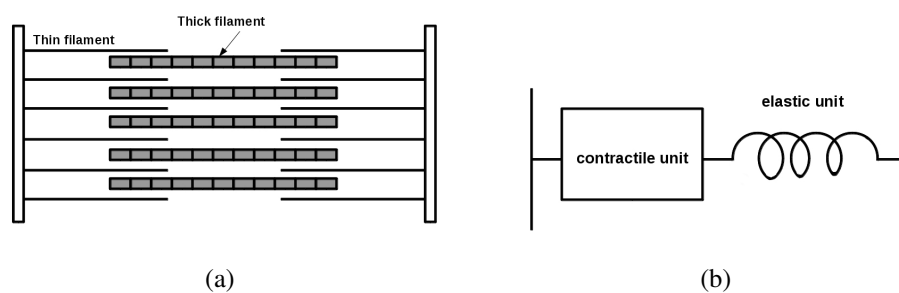 Thick filament
Thin filament
elastic unit
contractile unit
(a)
(b)